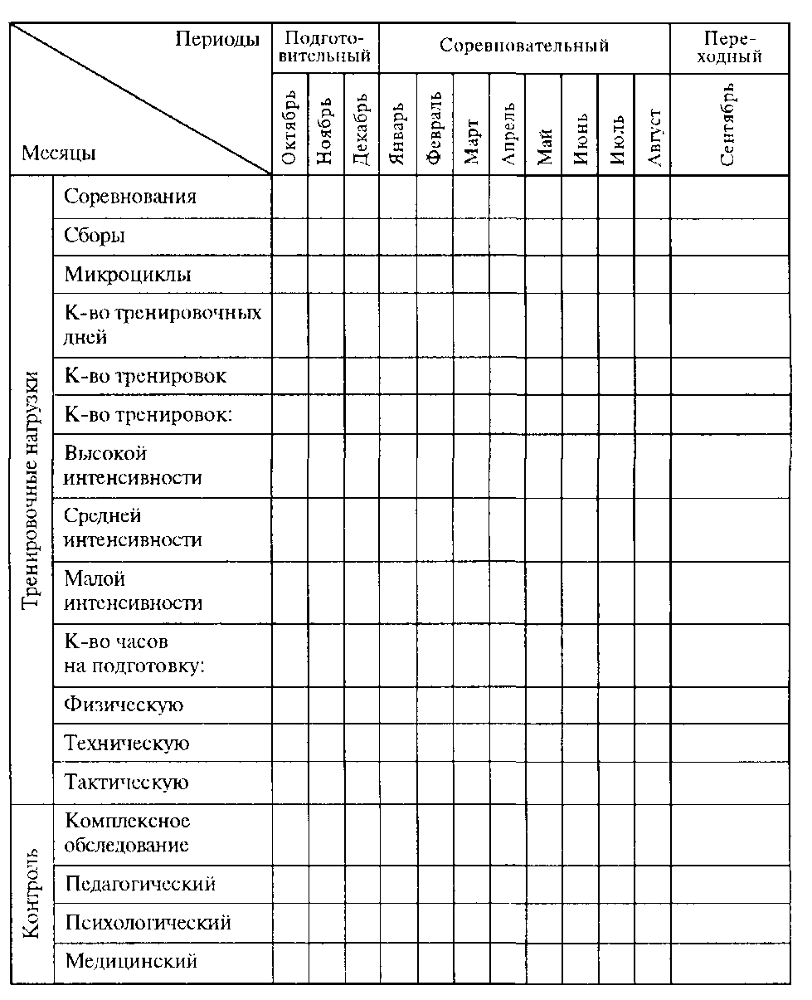 Периоды
Подгото-
вительный
Соревновательный
Пере-
ходный
Месяцы
Октябрь
Ноябрь
Декабрь
Январь
Февраль
Март
Апрель
Май
Июнь
Июль
Август
Сентябрь
Тренировочные нагрузки
Соревнования
Сборы
Микроциклы
К-во тренировочных
дней
К-во тренировок
К-во тренировок:
Высокой
интенсивности
Средней
интенсивности
Малой
интенсивности
К-во часов
на подготовку:
Физическую
Техническую
Тактическую
Контроль
Комплексное
обследование
Педагогический
Психологический
Медицинский